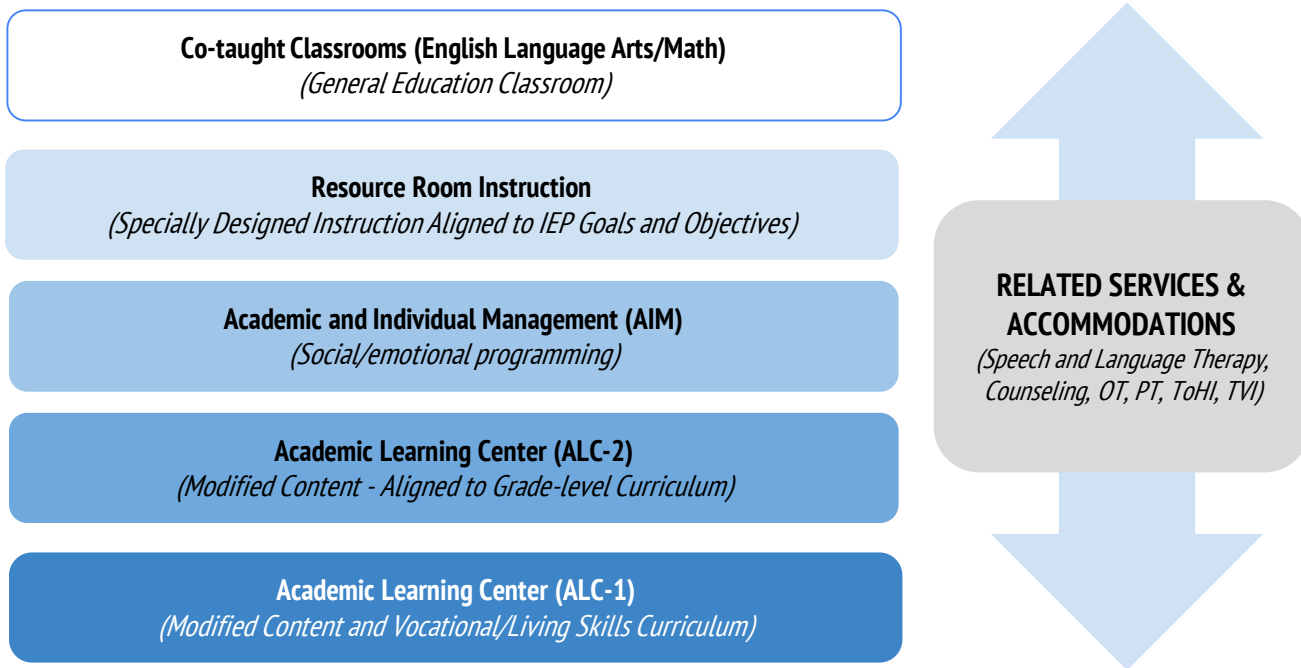 Co-taught Classrooms (English Language Arts/Math)
(General Education Classroom)
Resource Room Instruction
(Specially Designed Instruction Aligned to IEP Goals and Objectives)
Academic and Individual Management (AIM)
(Social/emotional programming)
Academic Learning Center (ALC-2)
(Modified Content - Aligned to Grade-level Curriculum)
Academic Learning Center (ALC-1)
(Modified Content and Vocational/Living Skills Curriculum)
RELATED SERVICES &
ACCOMMODATIONS
(Speech and Language Therapy,
Counseling, OT, PT, ToHI, TVI)